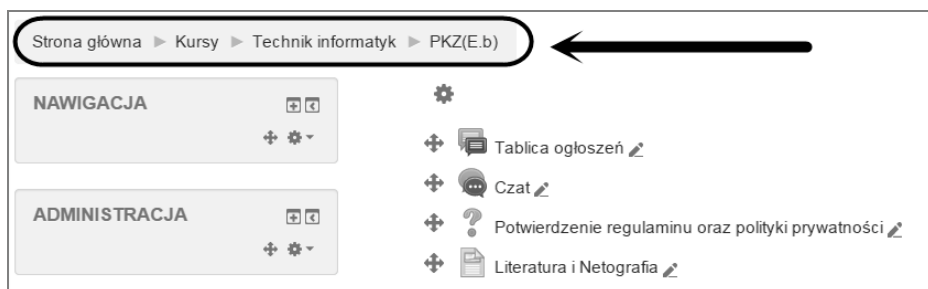 Strona główna ► Kursy ► Technik informatyk ► PKZ(E.b)
NAWIGACJA
Tablica ogłoszeń
Czat
ADMINISTRACJA
Potwierdzenie regulaminu oraz polityki prywatności
Literatura i Netografia